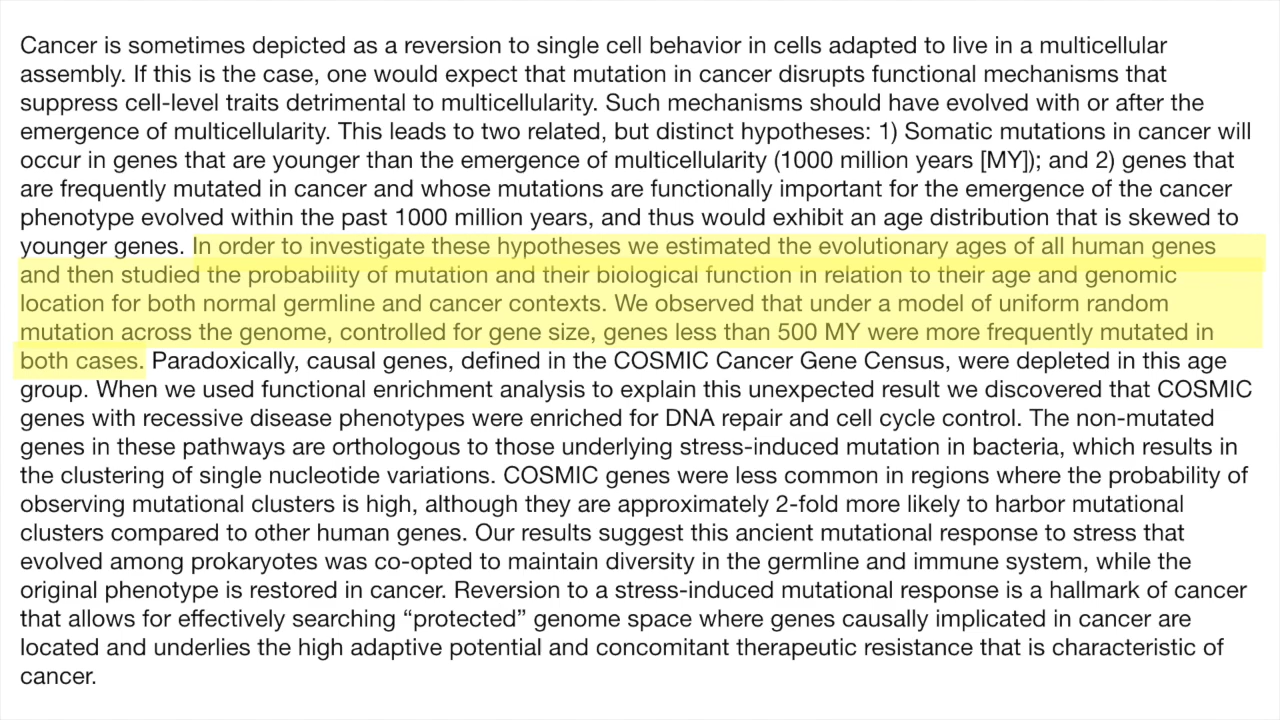 Cancer is sometimes depicted as a reversion to single cell behavior in cells adapted to live in a multicellular
assembly. If this is the case, one would expect that mutation in cancer disrupts functional mechanisms that
suppress cell-level traits detrimental to multicellularity. Such mechanisms should have evolved with or after the
emergence of multicellularity. This leads to two related, but distinct hypotheses: 1) Somatic mutations in cancer will
occur in genes that are younger than the emergence of multicellularity (1000 million years [MY]); and 2) genes that
are frequently mutated in cancer and whose mutations are functionally important for the emergence of the cancer
phenotype evolved within the past 1000 million years, and thus would exhibit an age distribution that is skewed to
younger genes. In order to investigate these hypotheses we estimated the evolutionary ages of all human genes
and then studied the probability of mutation and their biological function in relation to their age and genomic
location for both normal germline and cancer contexts. We observed that under a model of uniform random
mutation across the genome, controlled for gene size, genes less than 500 MY were more frequently mutated in
both cases. Paradoxically, causal genes, defined in the COSMIC Cancer Gene Census, were depleted in this age
group. When we used functional enrichment analysis to explain this unexpected result we discovered that COSMIC
genes with recessive disease phenotypes were enriched for DNA repair and cell cycle control. The non-mutated
genes in these pathways are orthologous to those underlying stress-induced mutation in bacteria, which results in
the clustering of single nucleotide variations. COSMIC genes were less common in regions where the probability of
observing mutational clusters is high, although they are approximately 2-fold more likely to harbor mutational
clusters compared to other human genes. Our results suggest this ancient mutational response to stress that
evolved among prokaryotes was co-opted to maintain diversity in the germline and immune system, while the
original phenotype is restored in cancer. Reversion to a stress-induced mutational response is a hallmark of cancer
that allows for effectively searching “protected” genome space where genes causally implicated in cancer are
located and underlies the high adaptive potential and concomitant therapeutic resistance that is characteristic of
cancer.